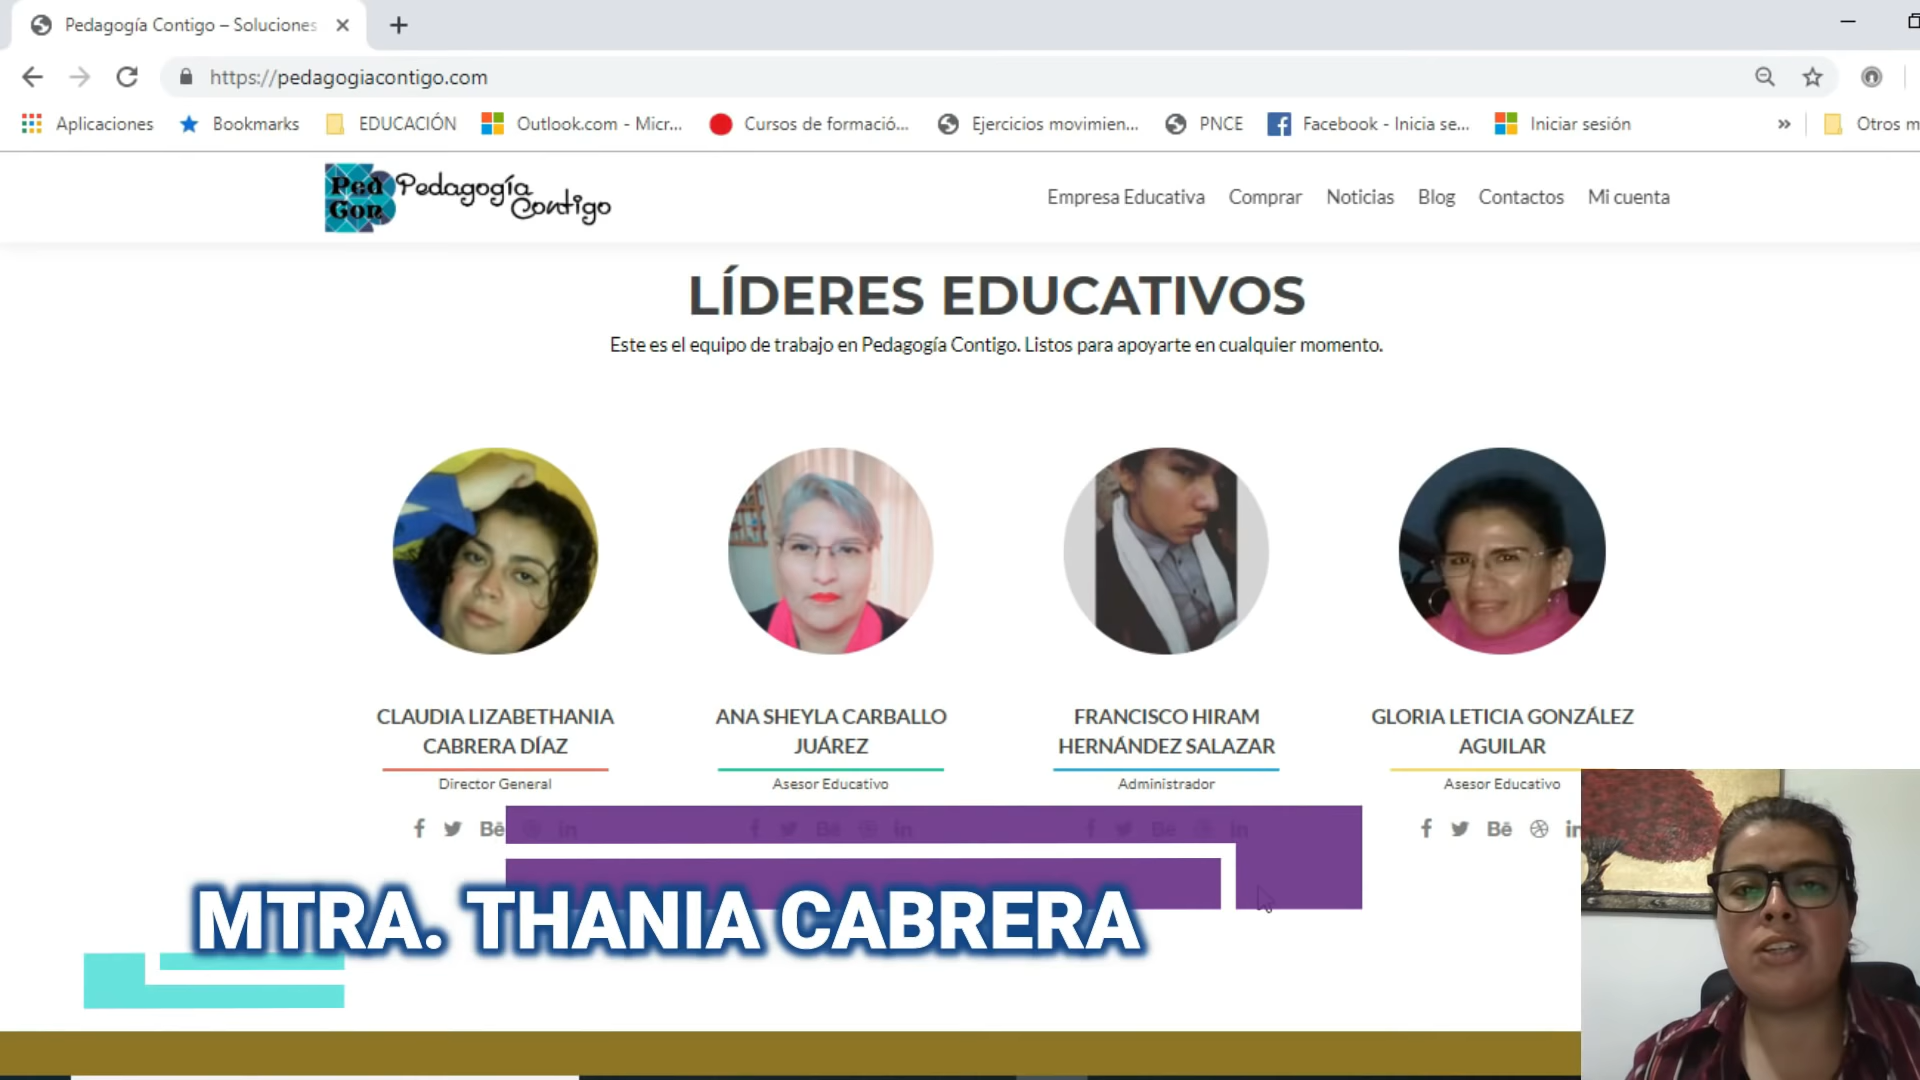 Pedagogía Contigo – Soluciones
https://pedagogiacontigo.com
Aplicaciones
Bookmarks
EDUCACIÓN
Outlook.com - Micr...
Cursos de formació...
Ejercicios movimien...
PNCE
Facebook - Inicia se...
Iniciar sesión
»
Otros m
Ped
Con
Pedagogía
Contigo
Empresa Educativa
Comprar
Noticias
Blog
Contactos
Mi cuenta
LÍDERES EDUCATIVOS
Este es el equipo de trabajo en Pedagogía Contigo. Listos para apoyarte en cualquier momento.
CLAUDIA LIZABETHANIA
CABRERA DÍAZ
Director General
ANA SHEYLA CARBALLO
JUÁREZ
Asesor Educativo
FRANCISCO HIRAM
HERNÁNDEZ SALAZAR
Administrador
GLORIA LETICIA GONZÁLEZ
AGUILAR
Asesor Educativo
MTRA. THANIA CABRERA